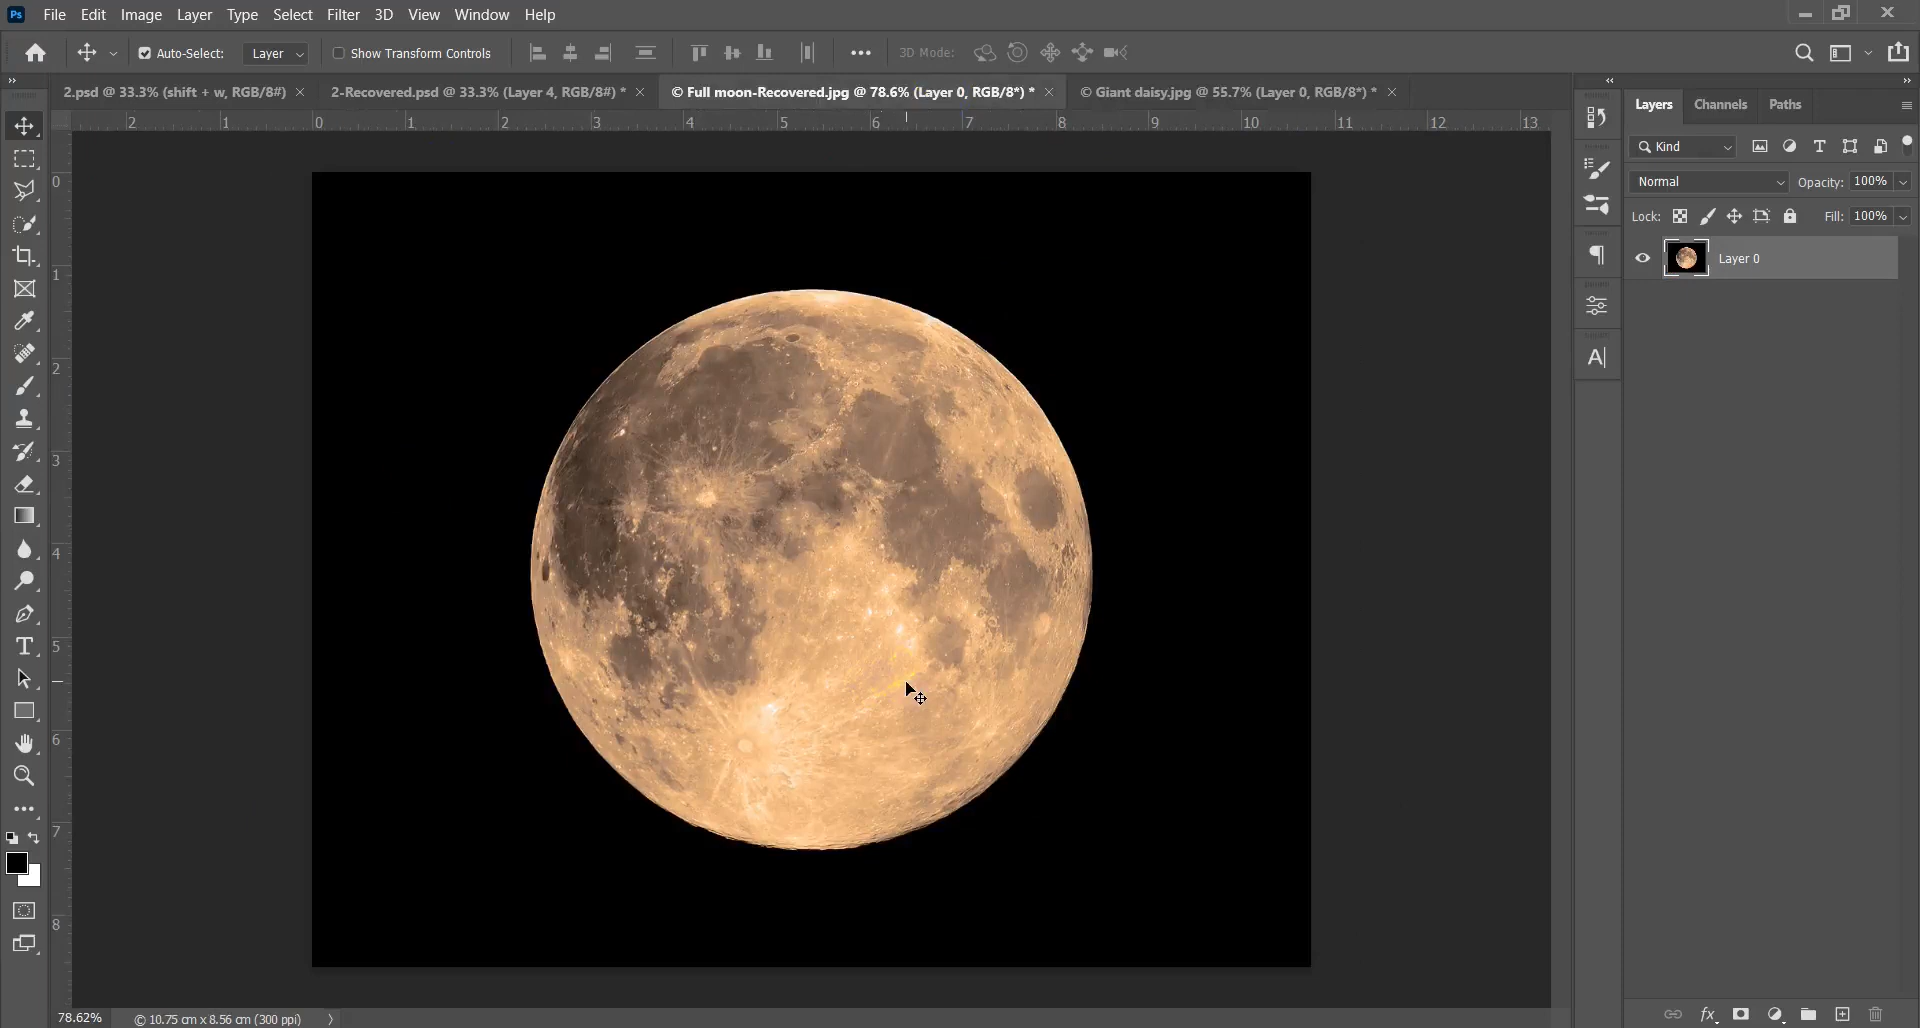 Ps File Edit Image Layer Type Select Filter 3D View Window Help
Auto-Select: Layer Show Transform Controls 3D Mode:
2.psd @ 33.3% (shift + w, RGB/8#) 2-Recovered.psd @ 33.3% (Layer 4, RGB/8#) * © Full moon-Recovered.jpg @ 78.6% (Layer 0, RGB/8*) * © Giant daisy.jpg @ 55.7% (Layer 0, RGB/8*) *
2 1 0 1 2 3 4 5 6 7 8 9 10 11 12 13
0
1
2
3
4
5
6
7
8
Layers Channels Paths
Kind
Normal Opacity: 100%
Lock: Fill: 100%
Layer 0
78.62% © 10.75 cm x 8.56 cm (300 ppi)